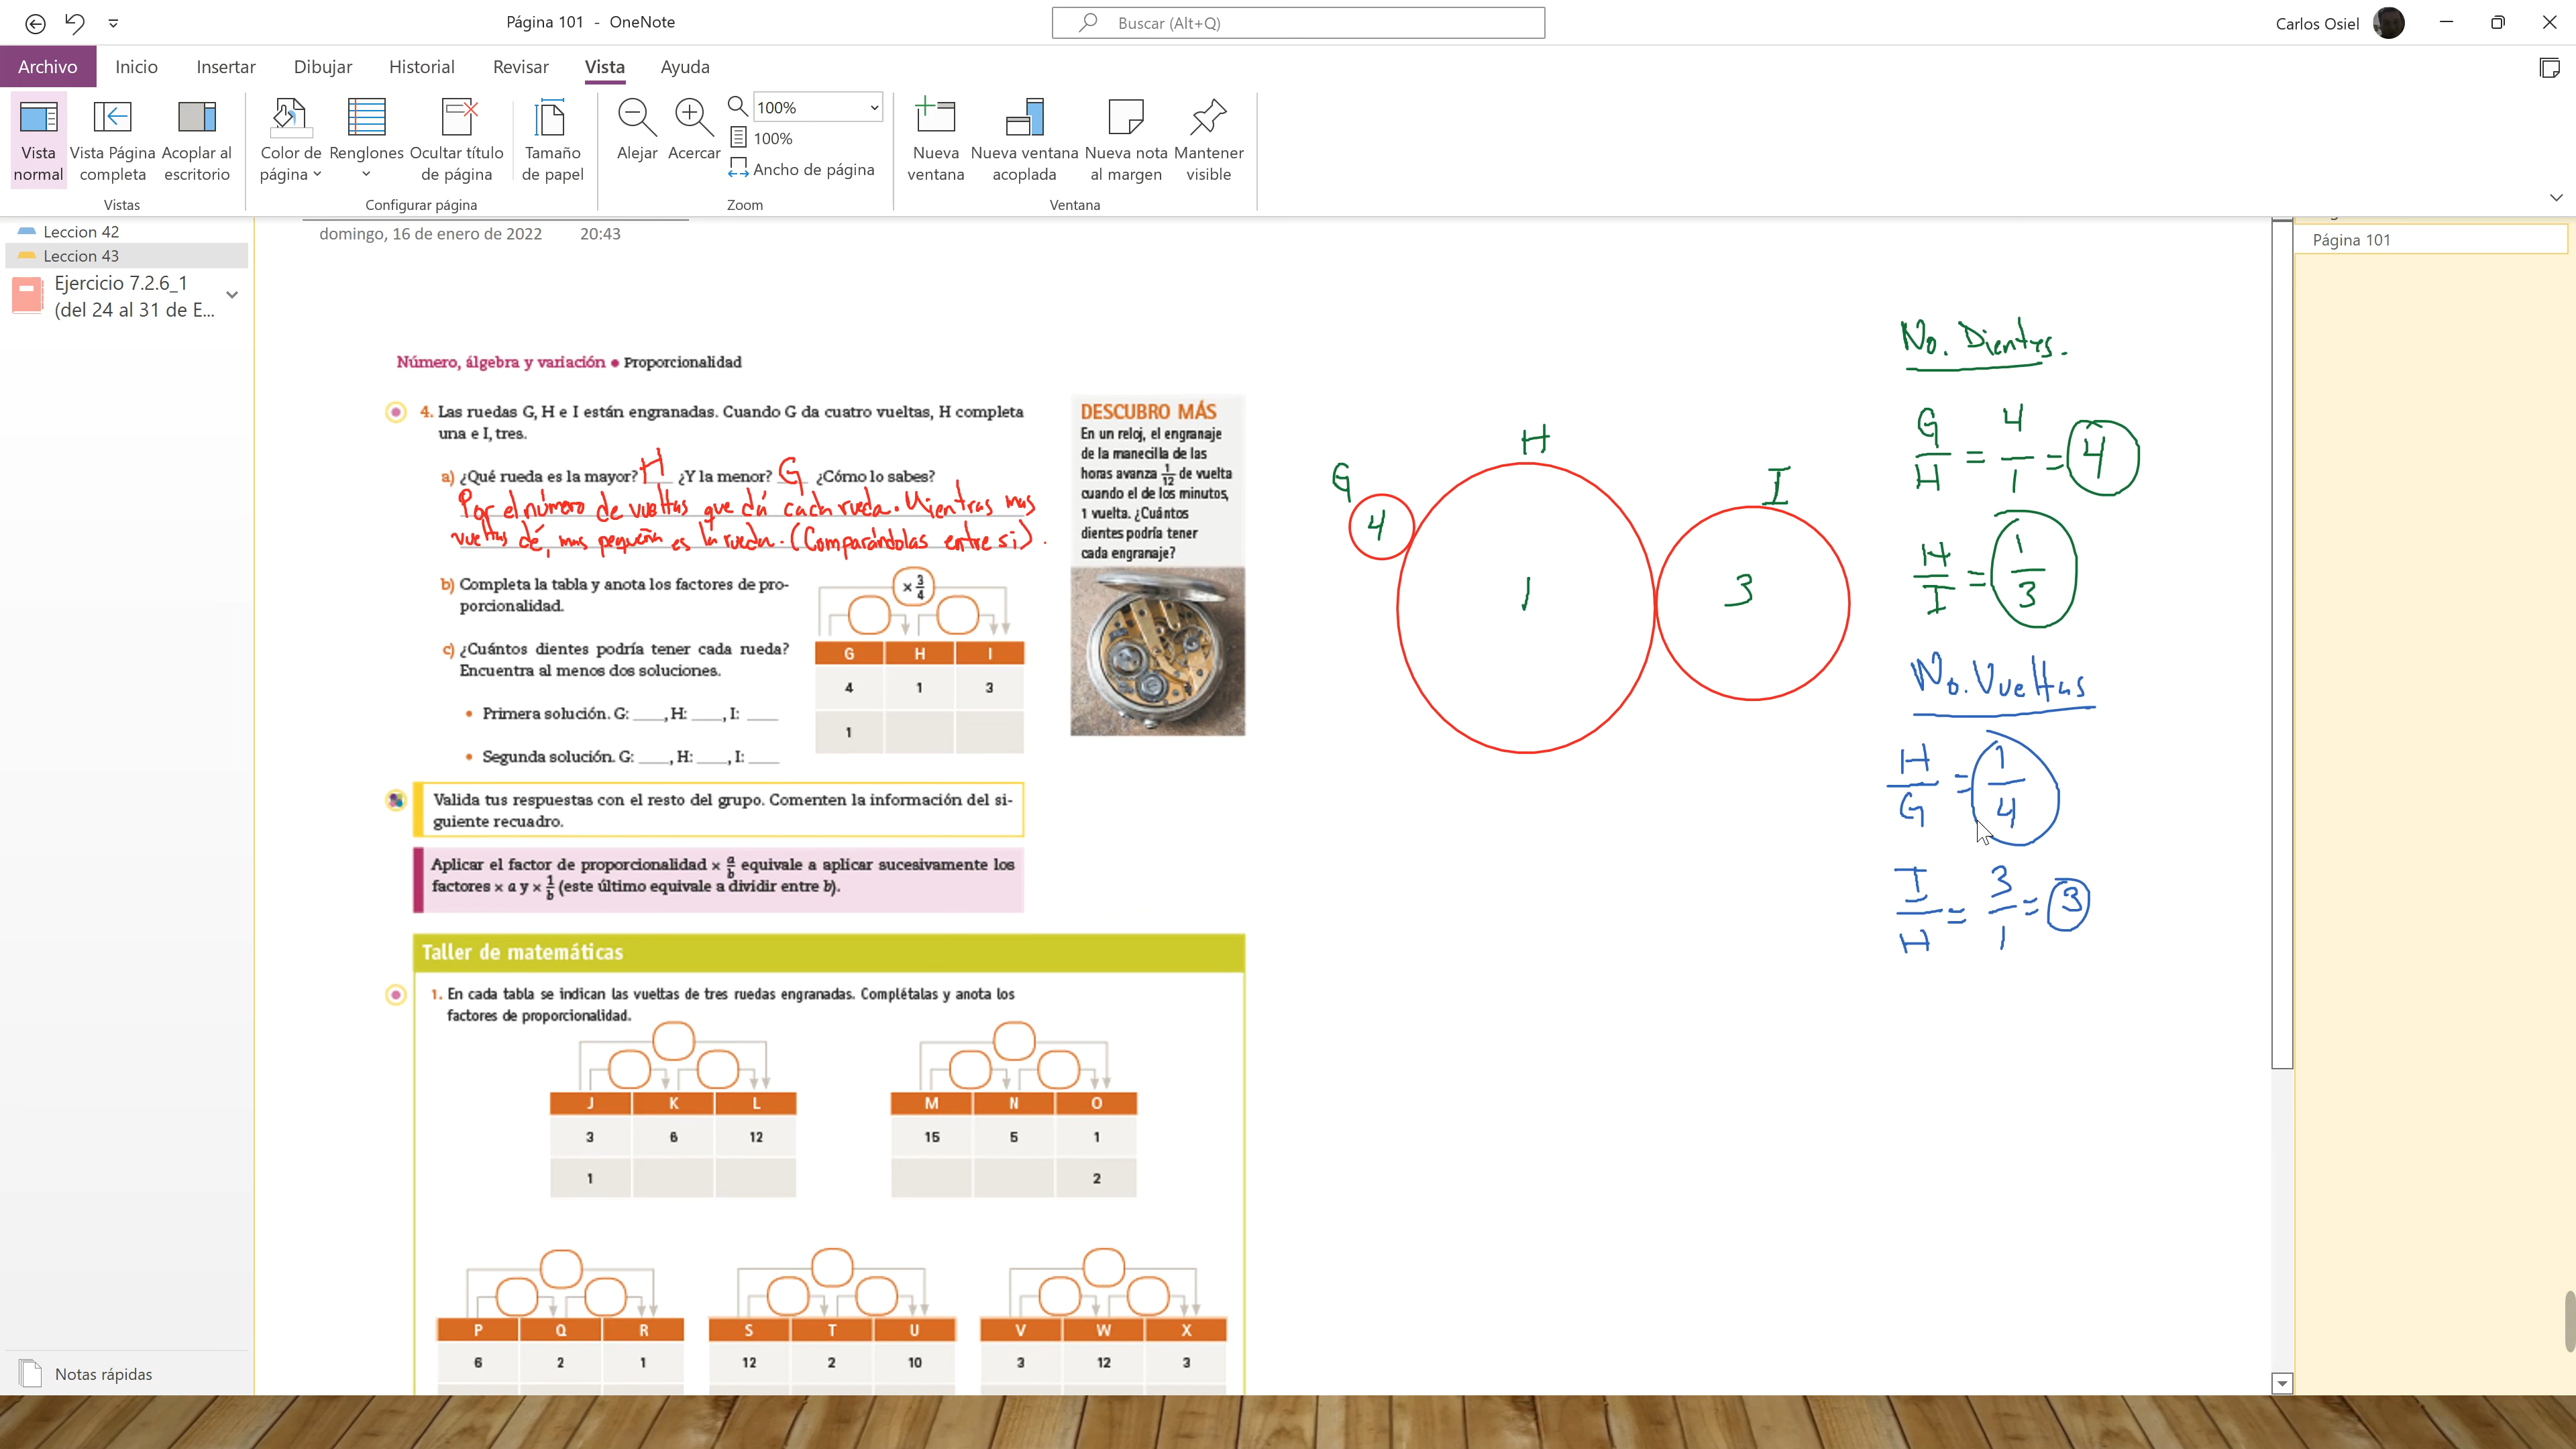 Página 101 - OneNote
Buscar (Alt+Q)
Carlos Osiel
Archivo Inicio Insertar Dibujar Historial Revisar Vista Ayuda
Vista normal
Vista Página completa
Acoplar al escritorio
Vistas
Color de página
Renglones
Ocultar título de página
Tamaño de papel
Configurar página
Alejar
Acercar
100%
100%
Ancho de página
Zoom
Nueva ventana
Nueva ventana acoplada
Nueva nota al margen
Mantener visible
Ventana
Leccion 42
Leccion 43
Ejercicio 7.2.6_1
(del 24 al 31 de E...
Notas rápidas
Página 101
domingo, 16 de enero de 2022 20:43
Número, álgebra y variación • Proporcionalidad
4. Las ruedas G, H e I están engranadas. Cuando G da cuatro vueltas, H completa
una e I, tres.
a) ¿Qué rueda es la mayor? H ¿Y la menor? G ¿Cómo lo sabes?
Por el número de vueltas que dá cada rueda. Mientras mas
vueltas dé, mas pequeña es la rueda. (Comparándolas entre si).
b) Completa la tabla y anota los factores de pro-
porcionalidad.
c) ¿Cuántos dientes podría tener cada rueda?
Encuentra al menos dos soluciones.
• Primera solución. G: ____, H: ____, I: ____
• Segunda solución. G: ____, H: ____, I: ____
× 3/4
G H I
4 1 3
1
DESCUBRO MÁS
En un reloj, el engranaje
de la manecilla de las
horas avanza 1/12 de vuelta
cuando el de los minutos,
1 vuelta. ¿Cuántos
dientes podría tener
cada engranaje?
Valida tus respuestas con el resto del grupo. Comenten la información del si-
guiente recuadro.
Aplicar el factor de proporcionalidad × a/b equivale a aplicar sucesivamente los
factores × a y × 1/b (este último equivale a dividir entre b).
Taller de matemáticas
1. En cada tabla se indican las vueltas de tres ruedas engranadas. Complétalas y anota los
factores de proporcionalidad.
J K L
3 6 12
1
M N O
15 5 1
2
P Q R
6 2 1
S T U
12 2 10
V W X
3 12 3
G
4
H
1
I
3
No. Dientes.
G/H = 4/1 = 4
H/I = 1/3
No. Vueltas
H/G = 1/4
I/H = 3/1 = 3